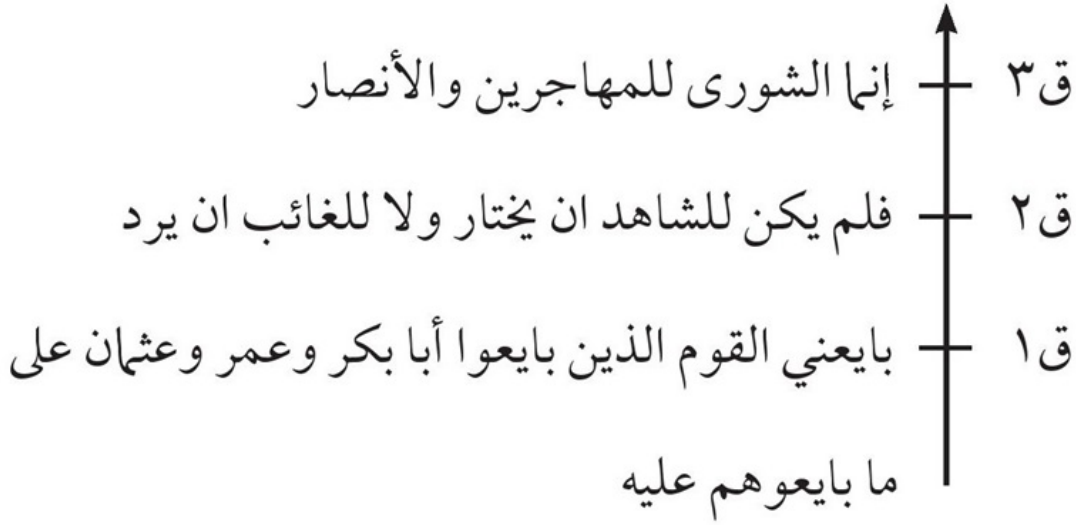 ق٣ إنما الشورى للمهاجرين والأنصار
ق٢ فلم يكن للشاهد ان يختار ولا للغائب ان يرد
ق١ بايعني القوم الذين بايعوا أبا بكر وعمر وعثمان على
ما بايعوهم عليه